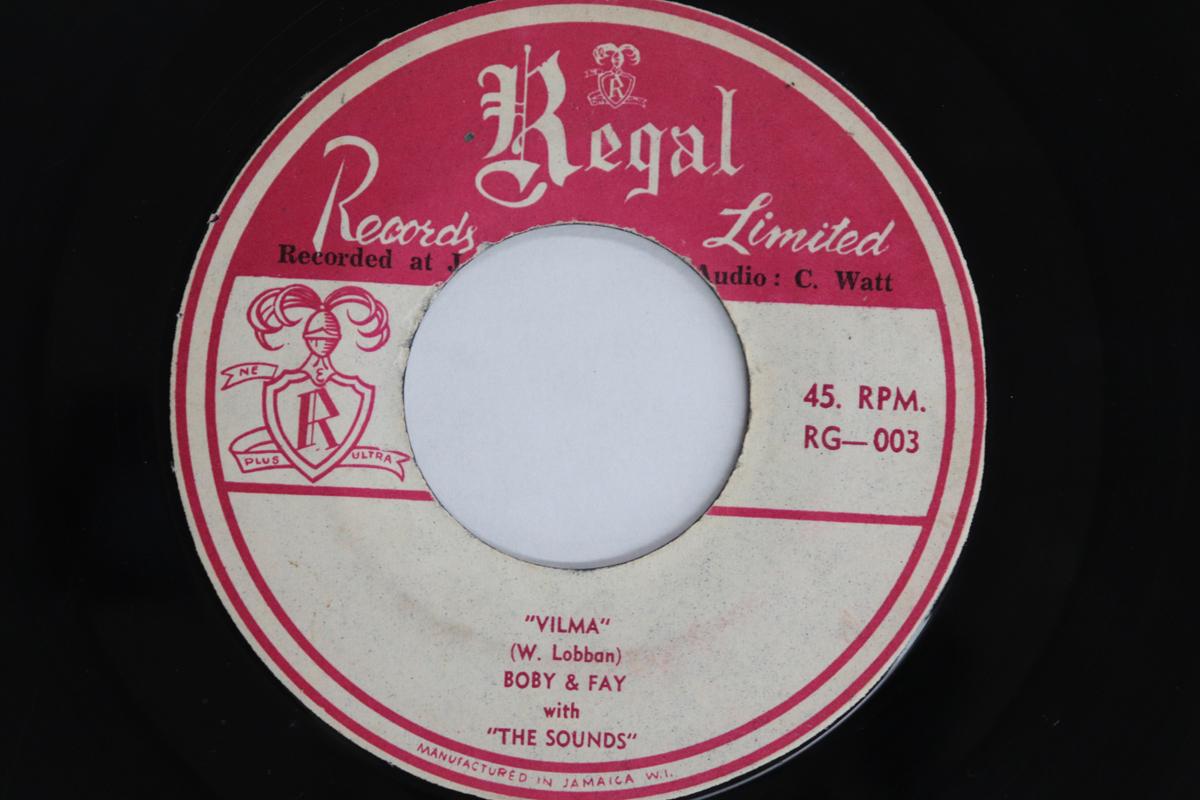 R
Regal
Records Limited
Recorded at J Audio: C. Watt
NE
R
PLUS ULTRA
45. RPM.
RG—003
"VILMA"
(W. Lobban)
BOBY & FAY
with
"THE SOUNDS"
MANUFACTURED IN JAMAICA W.I.